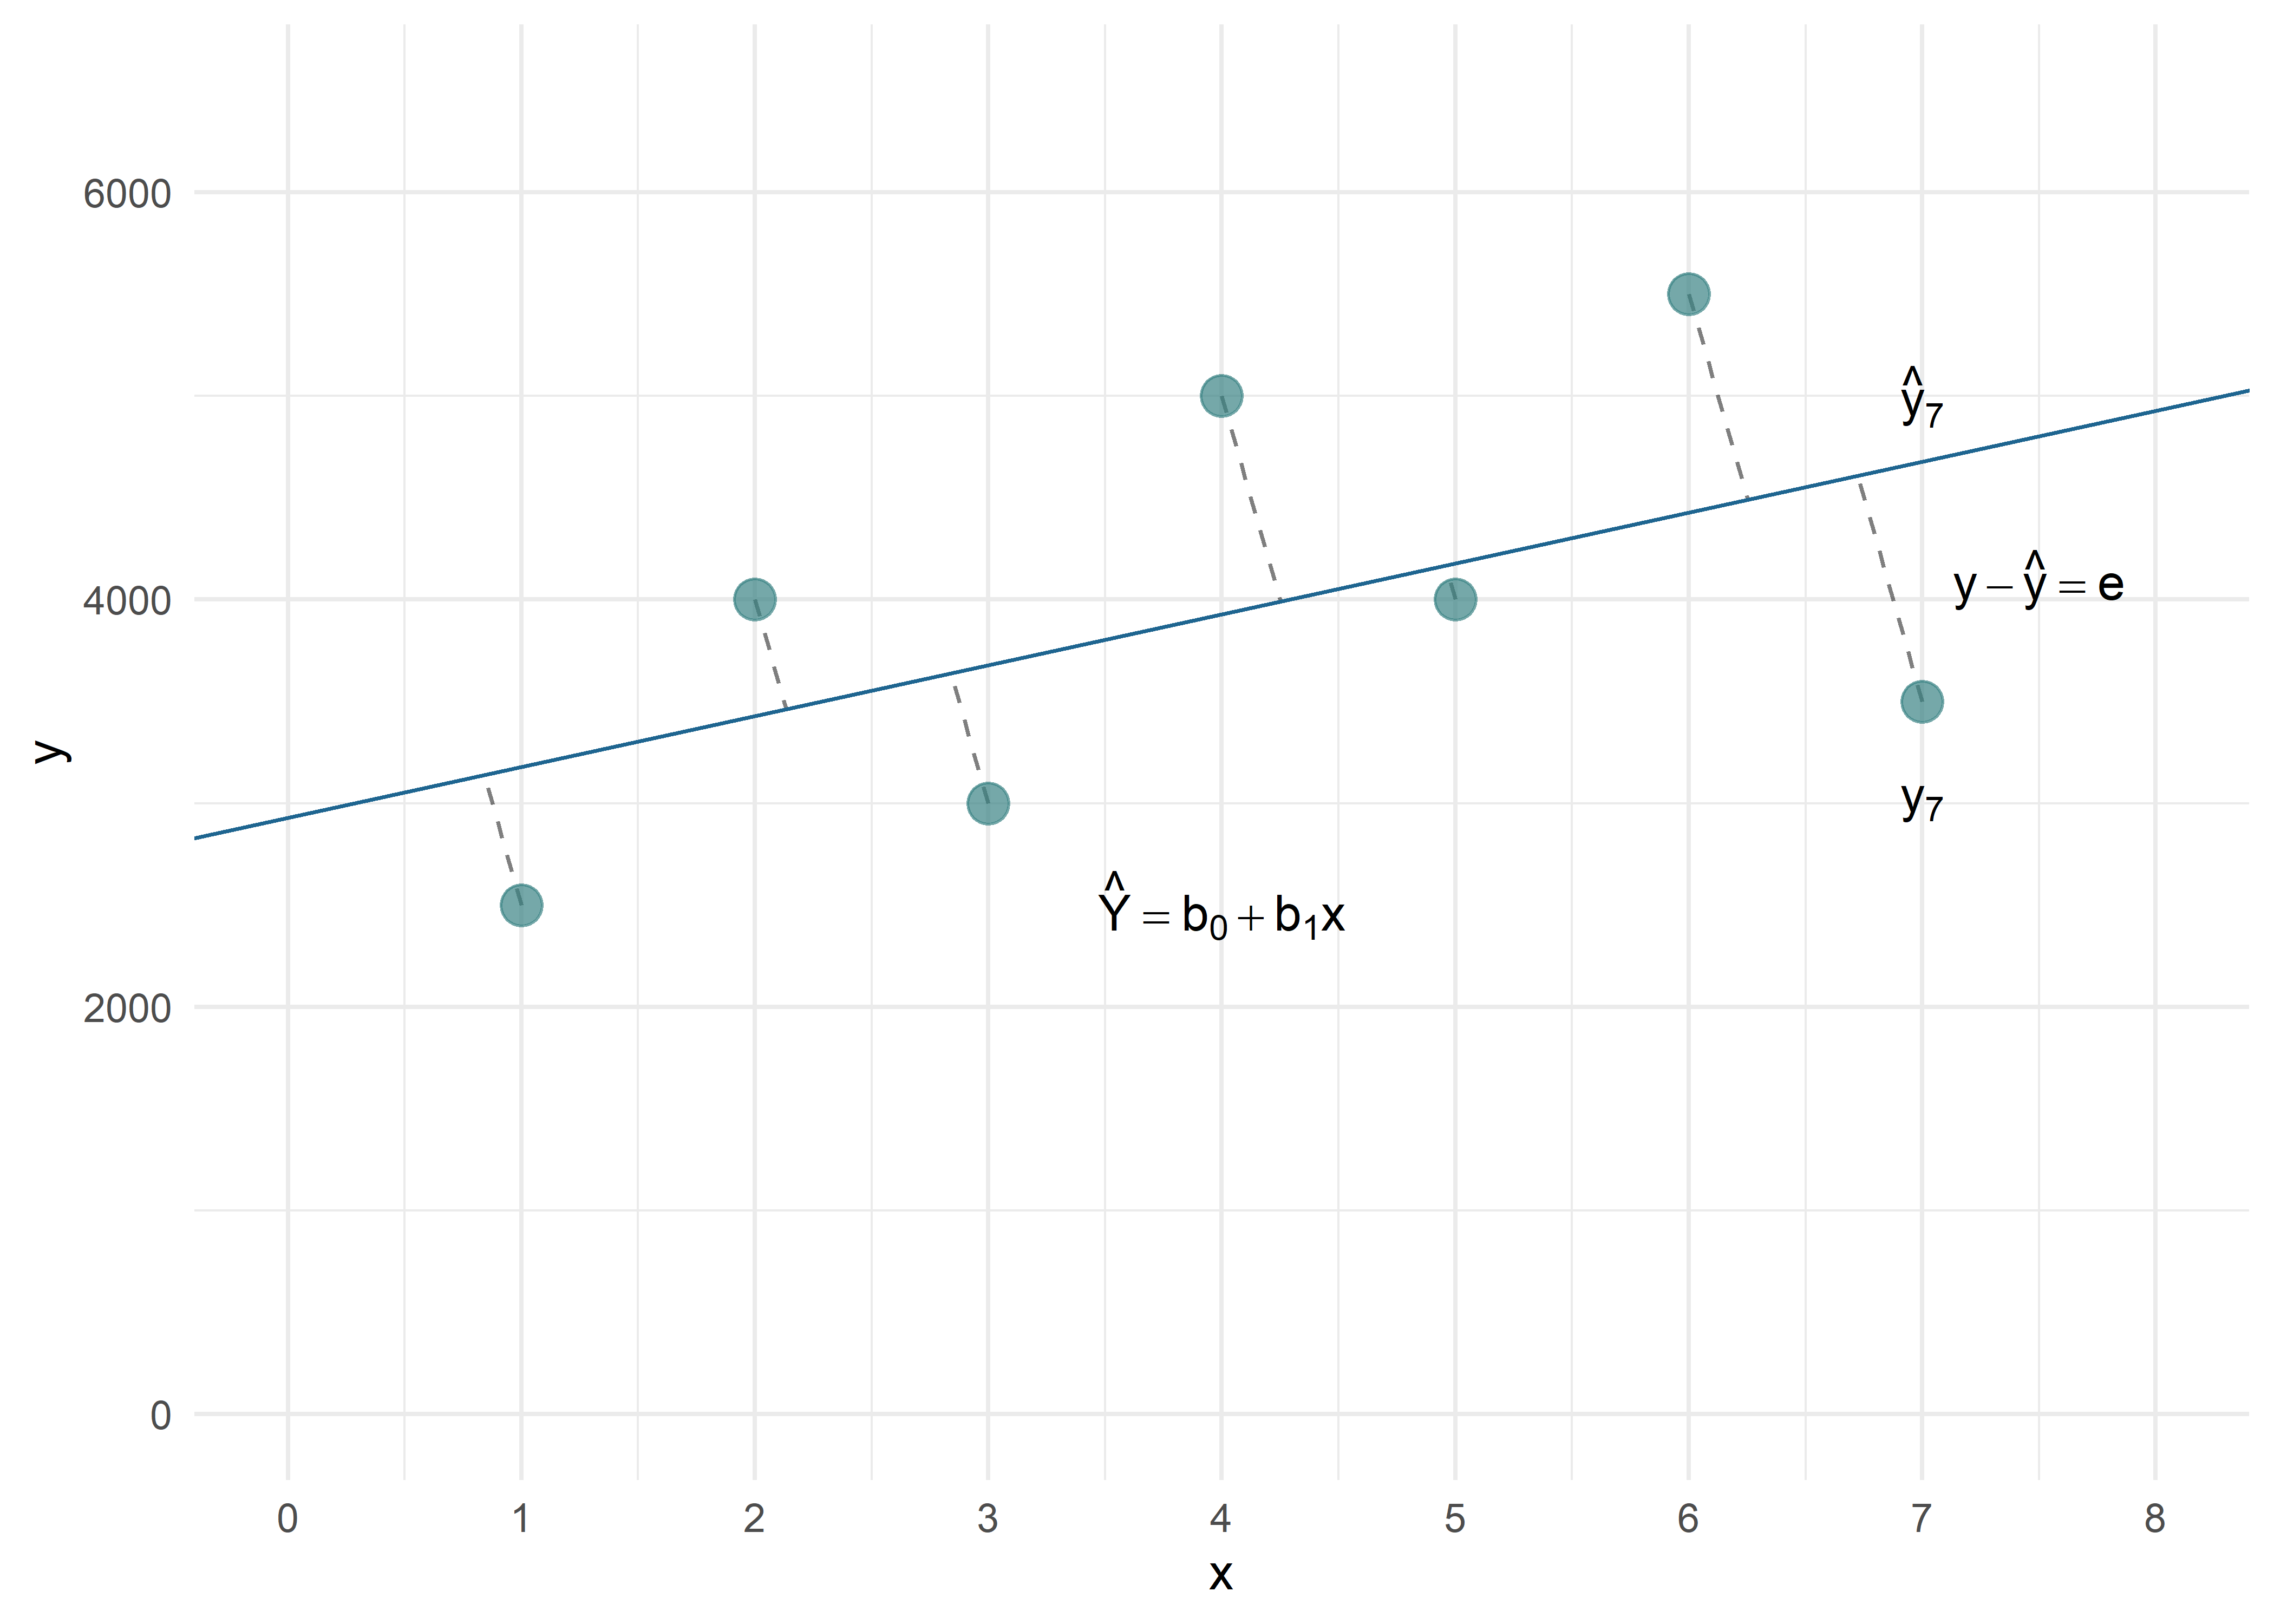 6000
4000
2000
0
y
ŷ₇
y − ŷ = e
y₇
Ŷ = b₀ + b₁x
0 1 2 3 4 5 6 7 8
x